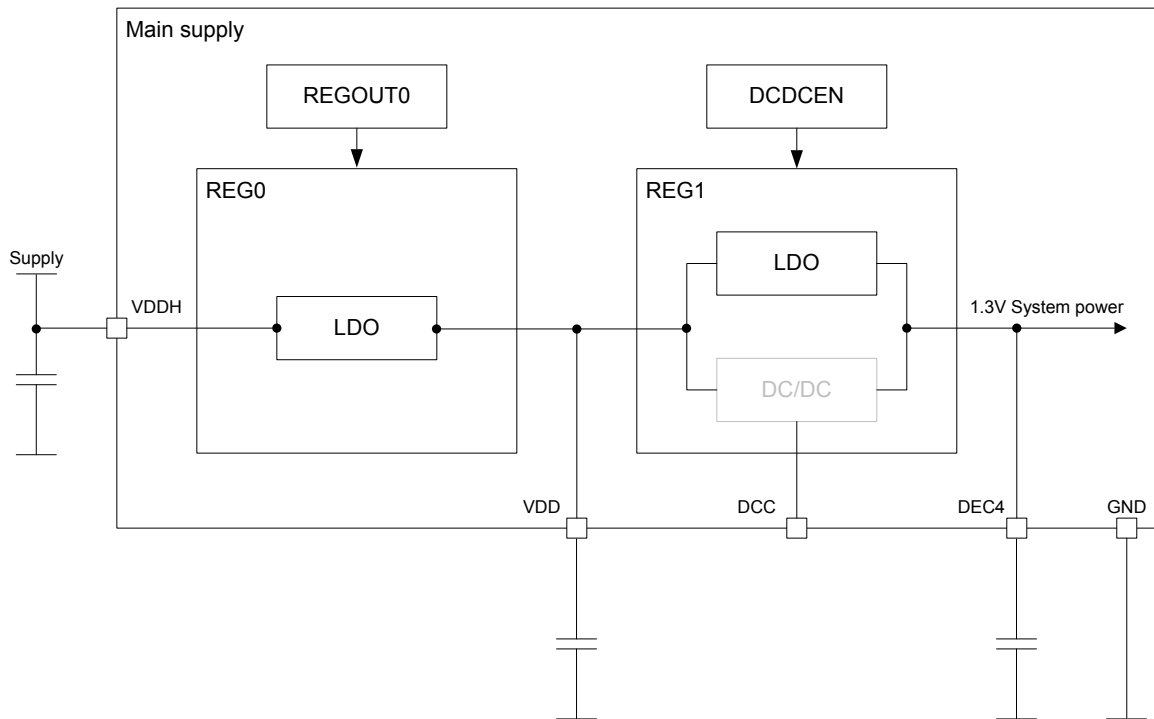 Main supply
REGOUT0
DCDCEN
REG0
REG1
Supply
LDO
VDDH
1.3V System power
LDO
DC/DC
VDD
DCC
DEC4
GND